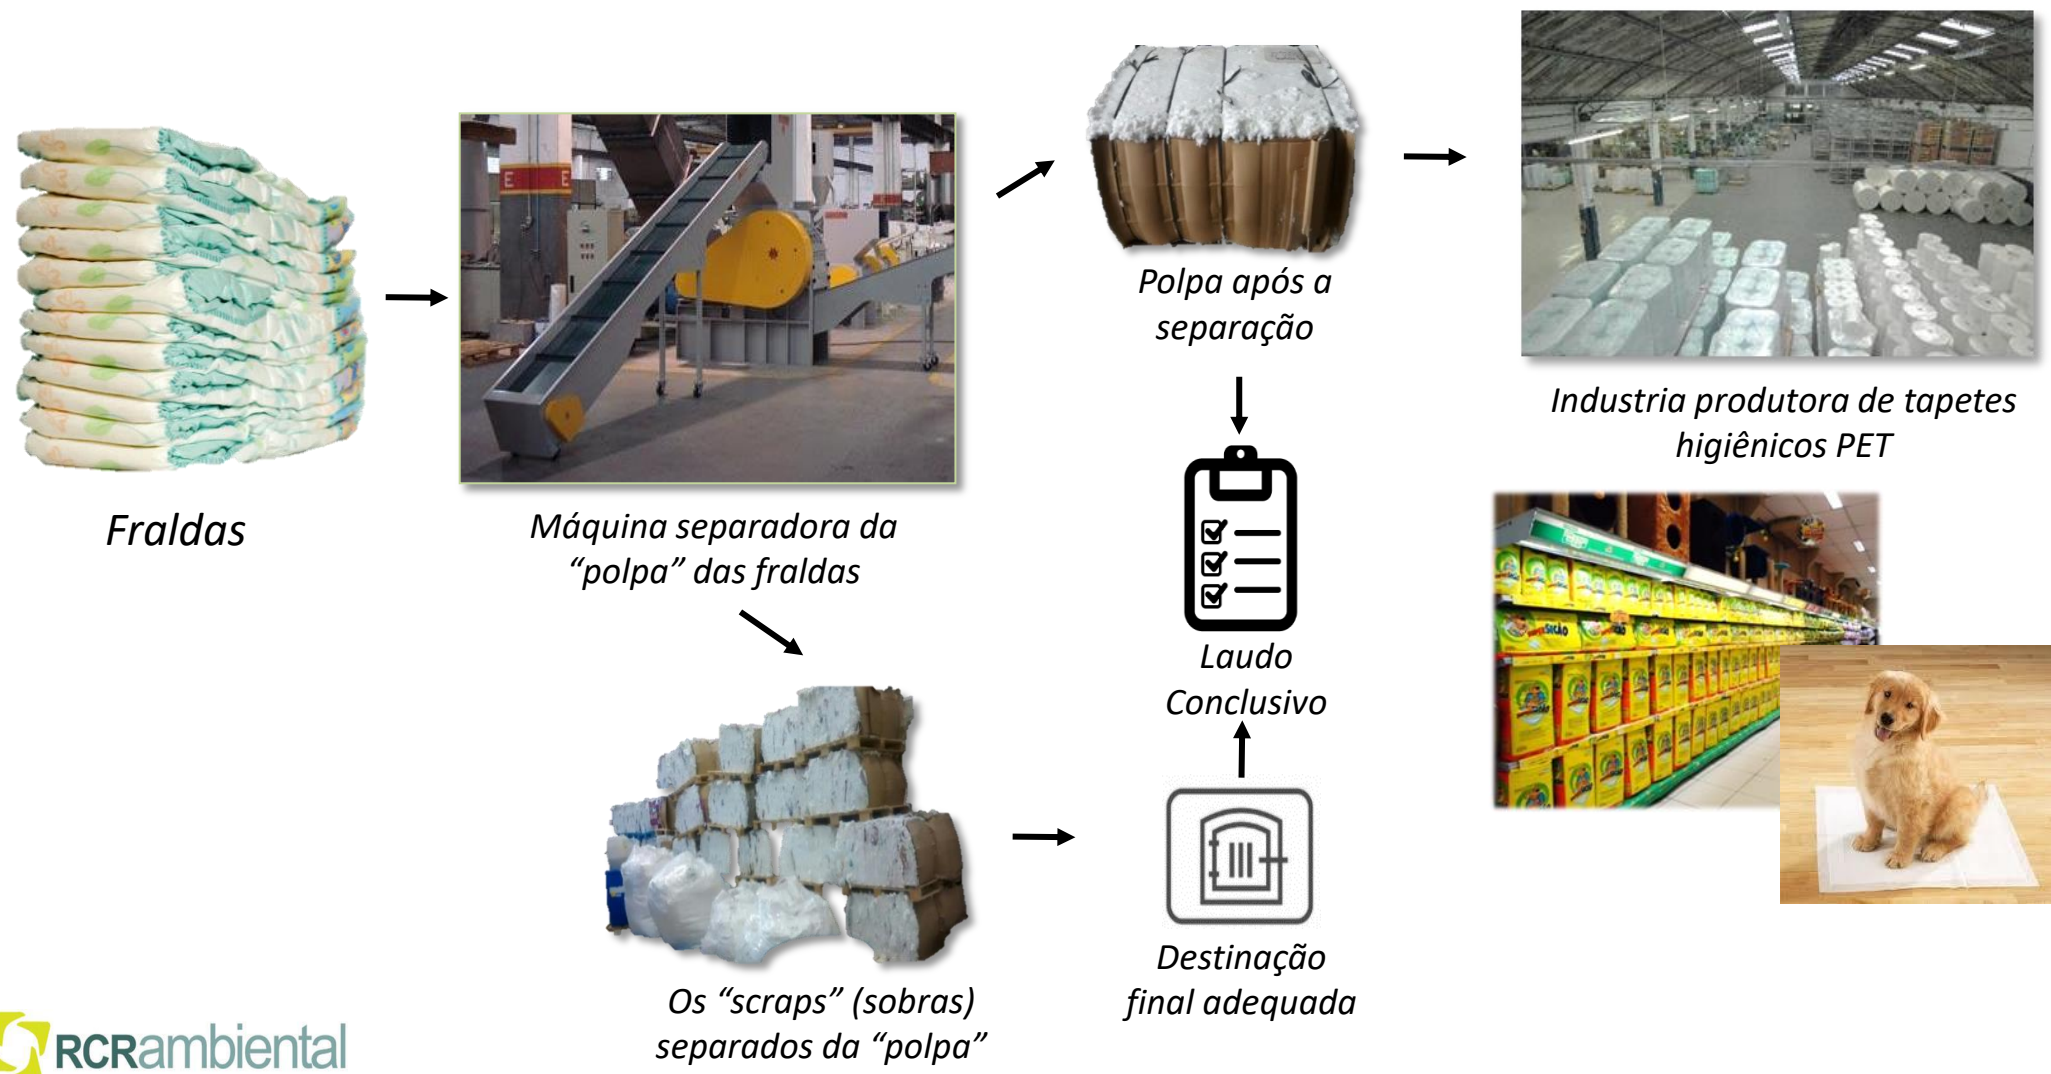 Fraldas
E
E
Máquina separadora da
“polpa” das fraldas
Polpa após a
separação
Industria produtora de tapetes
higiênicos PET
Laudo
Conclusivo
SECÃO
Os “scraps” (sobras)
separados da “polpa”
Destinação
final adequada
RCRambiental